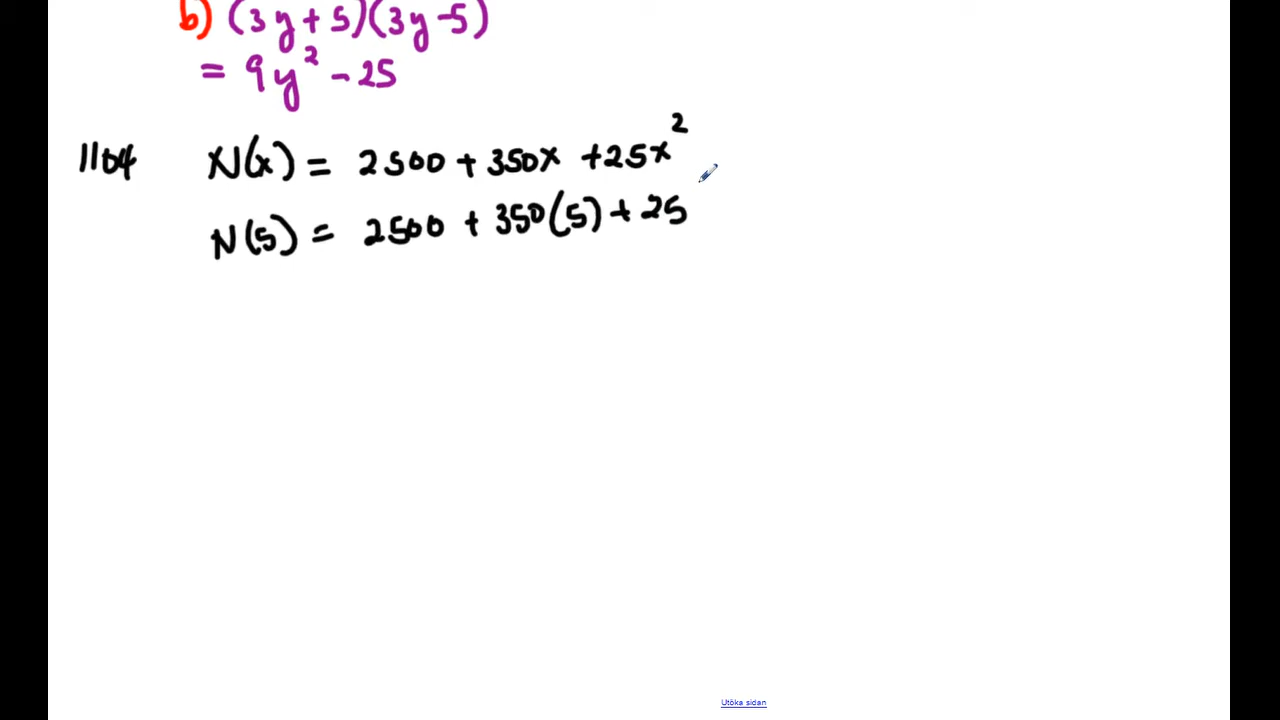 b) (3y+5)(3y-5)
= 9y² - 25
1104 N(x) = 2500 + 350x + 25x²
N(5) = 2500 + 350(5) + 25
Utöka sidan